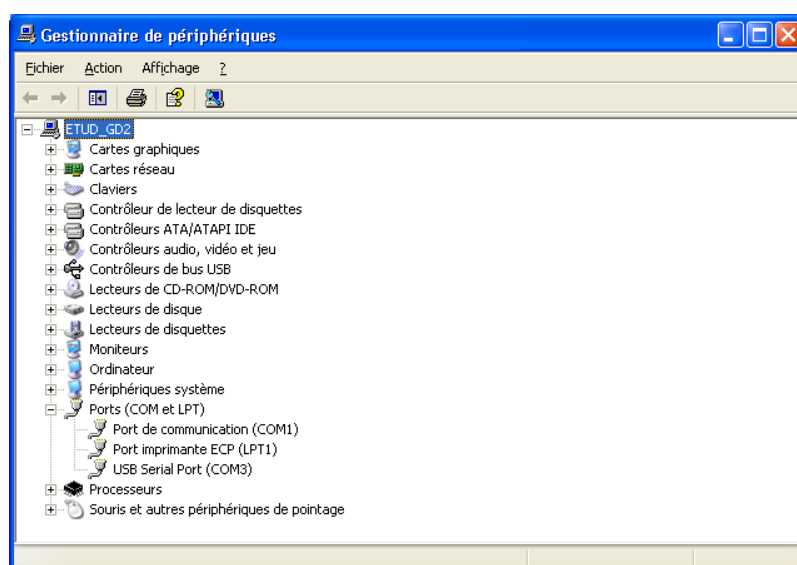 Gestionnaire de périphériques
Fichier Action Affichage ?
ETUD_GD2
Cartes graphiques
Cartes réseau
Claviers
Contrôleur de lecteur de disquettes
Contrôleurs ATA/ATAPI IDE
Contrôleurs audio, vidéo et jeu
Contrôleurs de bus USB
Lecteurs de CD-ROM/DVD-ROM
Lecteurs de disque
Lecteurs de disquettes
Moniteurs
Ordinateur
Périphériques système
Ports (COM et LPT)
Port de communication (COM1)
Port imprimante ECP (LPT1)
USB Serial Port (COM3)
Processeurs
Souris et autres périphériques de pointage